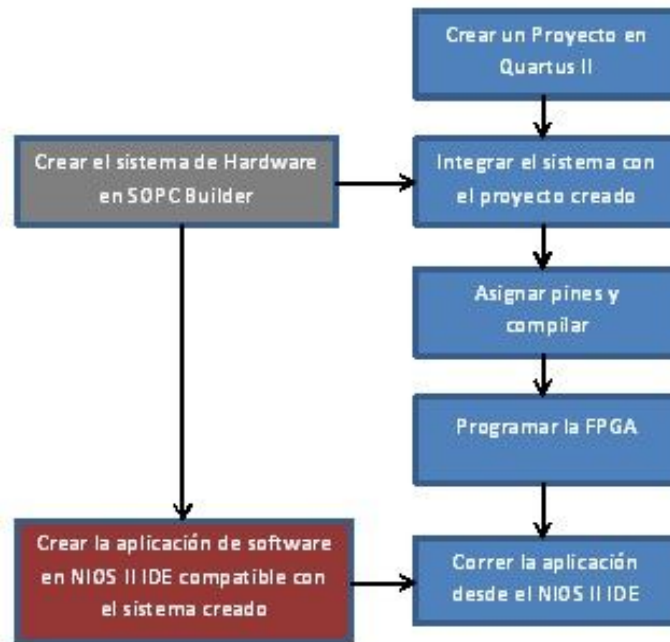 Crear un Proyecto en
Quartus II
Crear el sistema de Hardware
en SOPC Builder
Integrar el sistema con
el proyecto creado
Asignar pines y
compilar
Programar la FPGA
Crear la aplicación de software
en NIOS II IDE compatible con
el sistema creado
Correr la aplicación
desde el NIOS II IDE